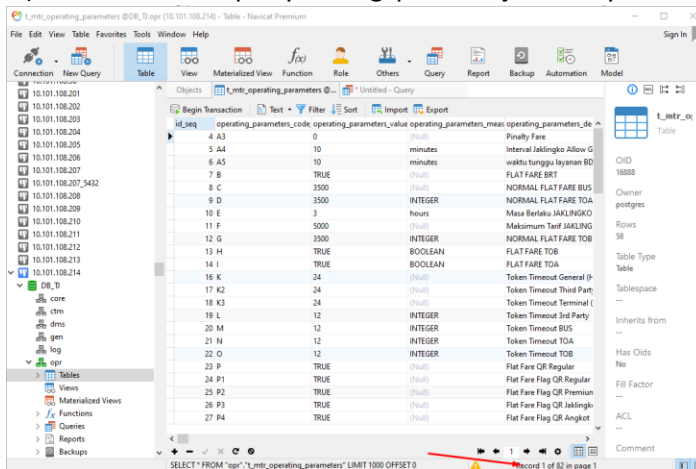 t_mtr_operating_parameters @DB_TJ.opr (10.101.108.214) - Table - Navicat Premium
File Edit View Table Favorites Tools Window Help Sign In
Connection New Query Table View Materialized View Function Role Others Query Report Backup Automation Model
10.101.108.201
10.101.108.202
10.101.108.203
10.101.108.204
10.101.108.205
10.101.108.206
10.101.108.207
10.101.108.207_5432
10.101.108.208
10.101.108.209
10.101.108.210
10.101.108.211
10.101.108.212
10.101.108.213
10.101.108.214
DB_TJ
core
ctm
dms
gen
log
opr
Tables
Views
Materialized Views
Functions
Queries
Reports
Backups
Objects t_mtr_operating_parameters @... * Untitled - Query
Begin Transaction Text Filter Sort Import Export
id_seq operating_parameters_code operating_parameters_value operating_parameters_meas operating_parameters_de
4 A3 0 (Null) Pinalty Fare
5 A4 10 minutes Interval Jaklingko Allow G
6 A5 10 minutes waktu tunggu layanan BD
7 B TRUE (Null) FLAT FARE BRT
8 C 3500 (Null) NORMAL FLAT FARE BUS
9 D 3500 INTEGER NORMAL FLAT FARE TOA
10 E 3 hours Masa Berlaku JAKLINGKO
11 F 5000 (Null) Maksimum Tarif JAKLING
12 G 3500 INTEGER NORMAL FLAT FARE TOB
13 H TRUE BOOLEAN FLAT FARE TOB
14 I TRUE BOOLEAN FLAT FARE TOA
16 K 24 (Null) Token Timeout General (H
17 K2 24 (Null) Token Timeout Third Party
18 K3 24 (Null) Token Timeout Terminal (
19 L 12 INTEGER Token Timeout 3rd Party
20 M 12 INTEGER Token Timeout BUS
21 N 12 INTEGER Token Timeout TOA
22 O 12 INTEGER Token Timeout TOB
23 P TRUE (Null) Flat Fare QR Regular
24 P1 TRUE (Null) Flat Fare Flag QR Regular
25 P2 TRUE (Null) Flat Fare Flag QR Premium
26 P3 TRUE (Null) Flat Fare Flag QR Jaklingk
27 P4 TRUE (Null) Flat Fare Flag QR Angkot
1
SELECT * FROM "opr"."t_mtr_operating_parameters" LIMIT 1000 OFFSET 0 Record 1 of 82 in page 1
t_mtr_op
Table
OID
16888
Owner
postgres
Rows
58
Table Type
Table
Tablespace
--
Inherits from
--
Has Oids
No
Fill Factor
--
ACL
--
Comment